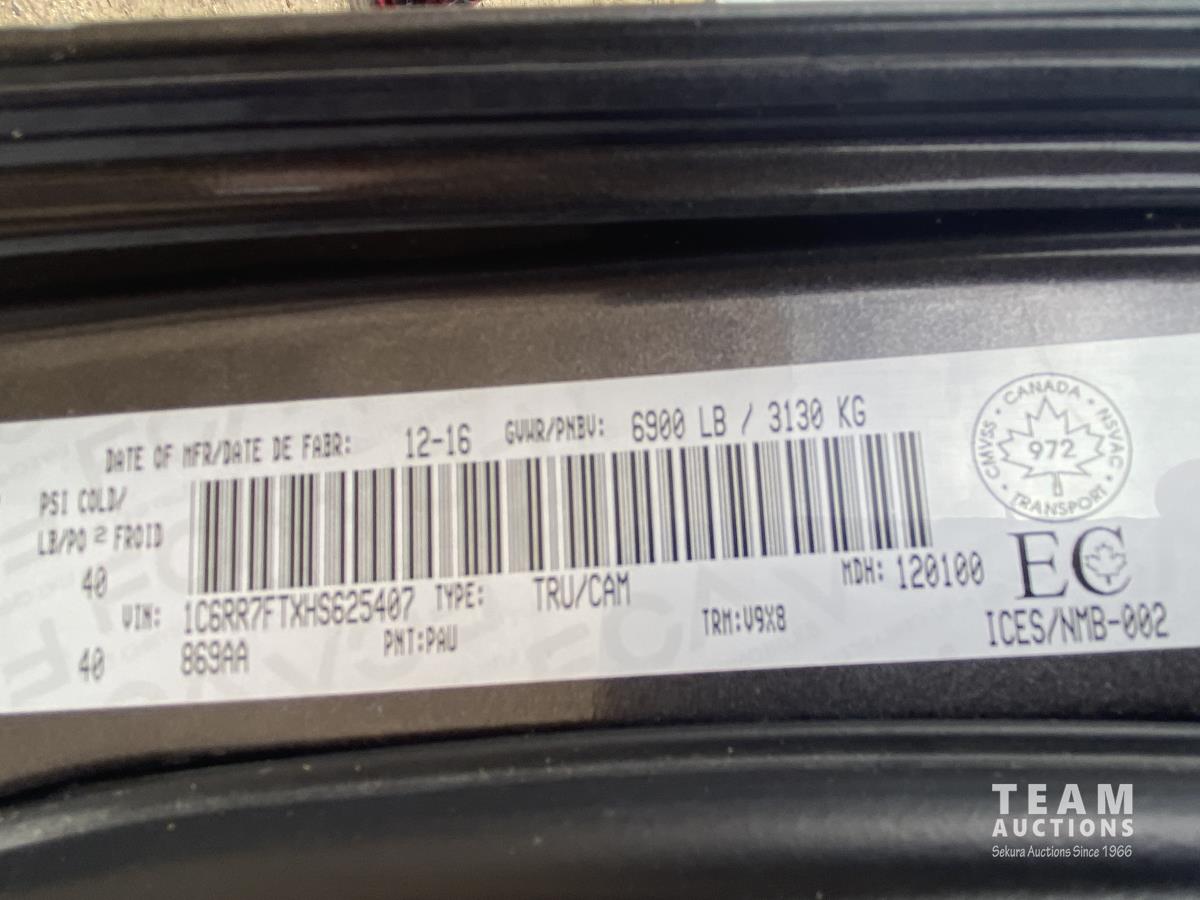 DATE OF MFR/DATE DE FABR: 12-16 GVWR/PNBV: 6900 LB / 3130 KG
PSI COLD/
LB/PO 2 FROID
40
VIN: 1C6RR7FTXHS625407 TYPE: TRU/CAM MDH: 120100
40
869AA PNT:PAU TRM:V9X8
CANADA
CMVSS
NSVAC
972
TRANSPORT
EC
ICES/NMB-002
TEAM
AUCTIONS
Sekura Auctions Since 1966